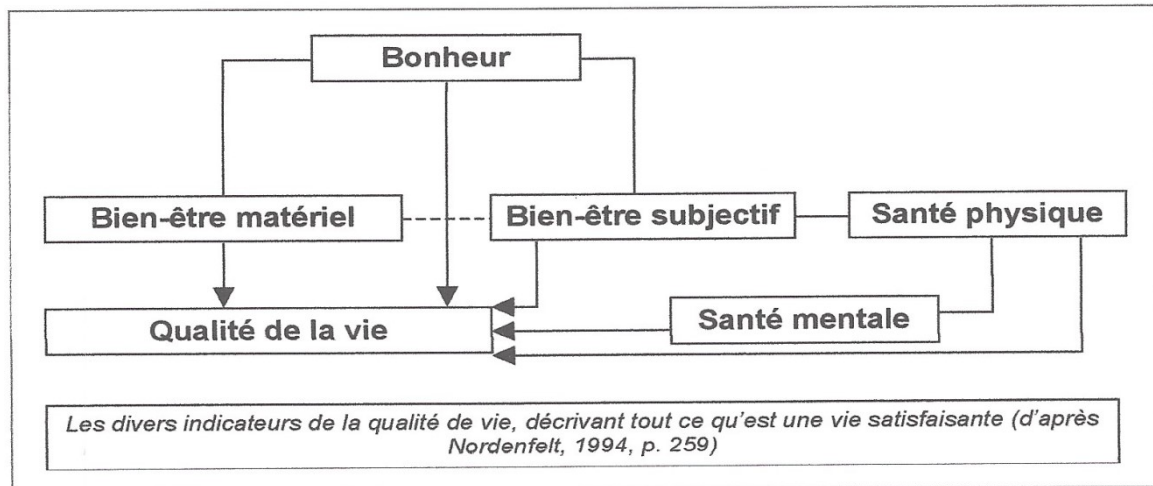 Bonheur
Bien-être matériel
Bien-être subjectif
Santé physique
Qualité de la vie
Santé mentale
Les divers indicateurs de la qualité de vie, décrivant tout ce qu'est une vie satisfaisante (d'après
Nordenfelt, 1994, p. 259)